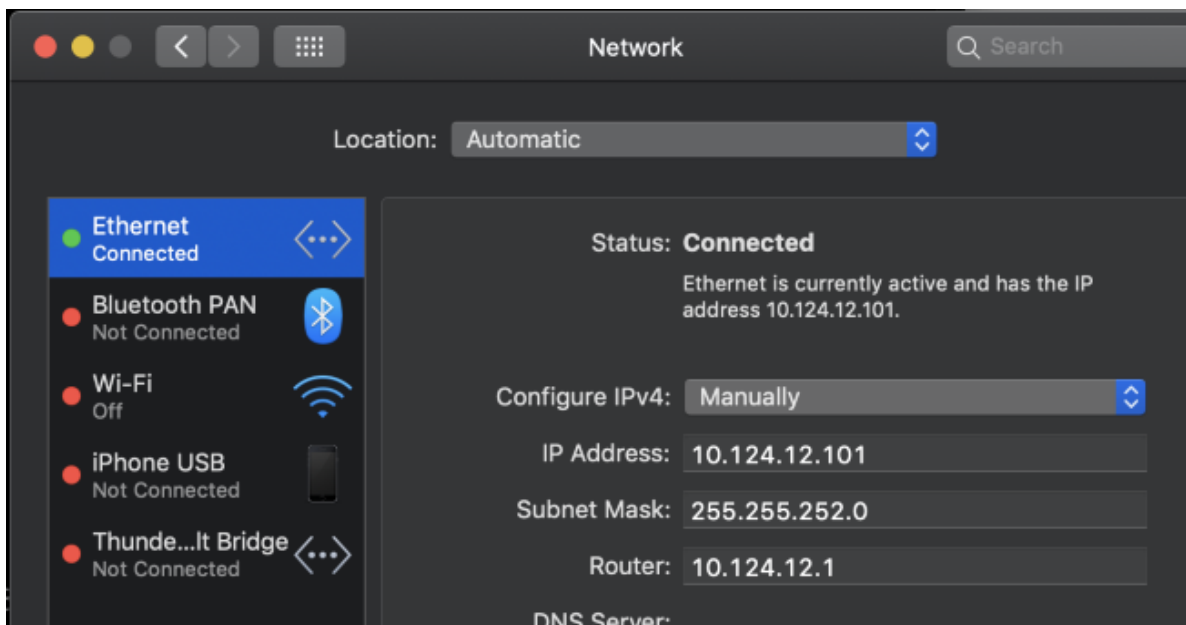 Network
Search
Location: Automatic
Ethernet
Connected
Bluetooth PAN
Not Connected
Wi-Fi
Off
iPhone USB
Not Connected
Thunde...lt Bridge
Not Connected
Status: Connected
Ethernet is currently active and has the IP
address 10.124.12.101.
Configure IPv4: Manually
IP Address: 10.124.12.101
Subnet Mask: 255.255.252.0
Router: 10.124.12.1
DNS Server: